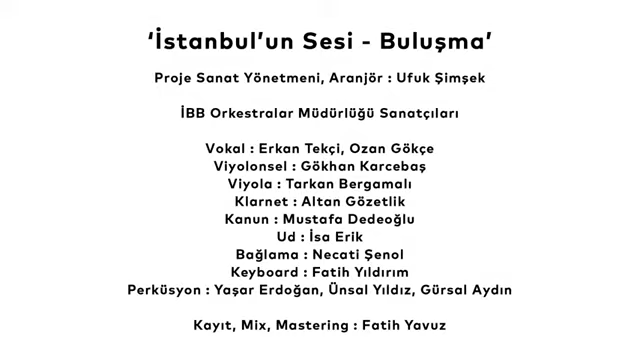 ‘İstanbul’un Sesi - Buluşma’
Proje Sanat Yönetmeni, Aranjör : Ufuk Şimşek
İBB Orkestralar Müdürlüğü Sanatçıları
Vokal : Erkan Tekçi, Ozan Gökçe
Viyolonsel : Gökhan Karcebaş
Viyola : Tarkan Bergamalı
Klarnet : Altan Gözetlik
Kanun : Mustafa Dedeoğlu
Ud : İsa Erik
Bağlama : Necati Şenol
Keyboard : Fatih Yıldırım
Perküsyon : Yaşar Erdoğan, Ünsal Yıldız, Gürsal Aydın
Kayıt, Mix, Mastering : Fatih Yavuz